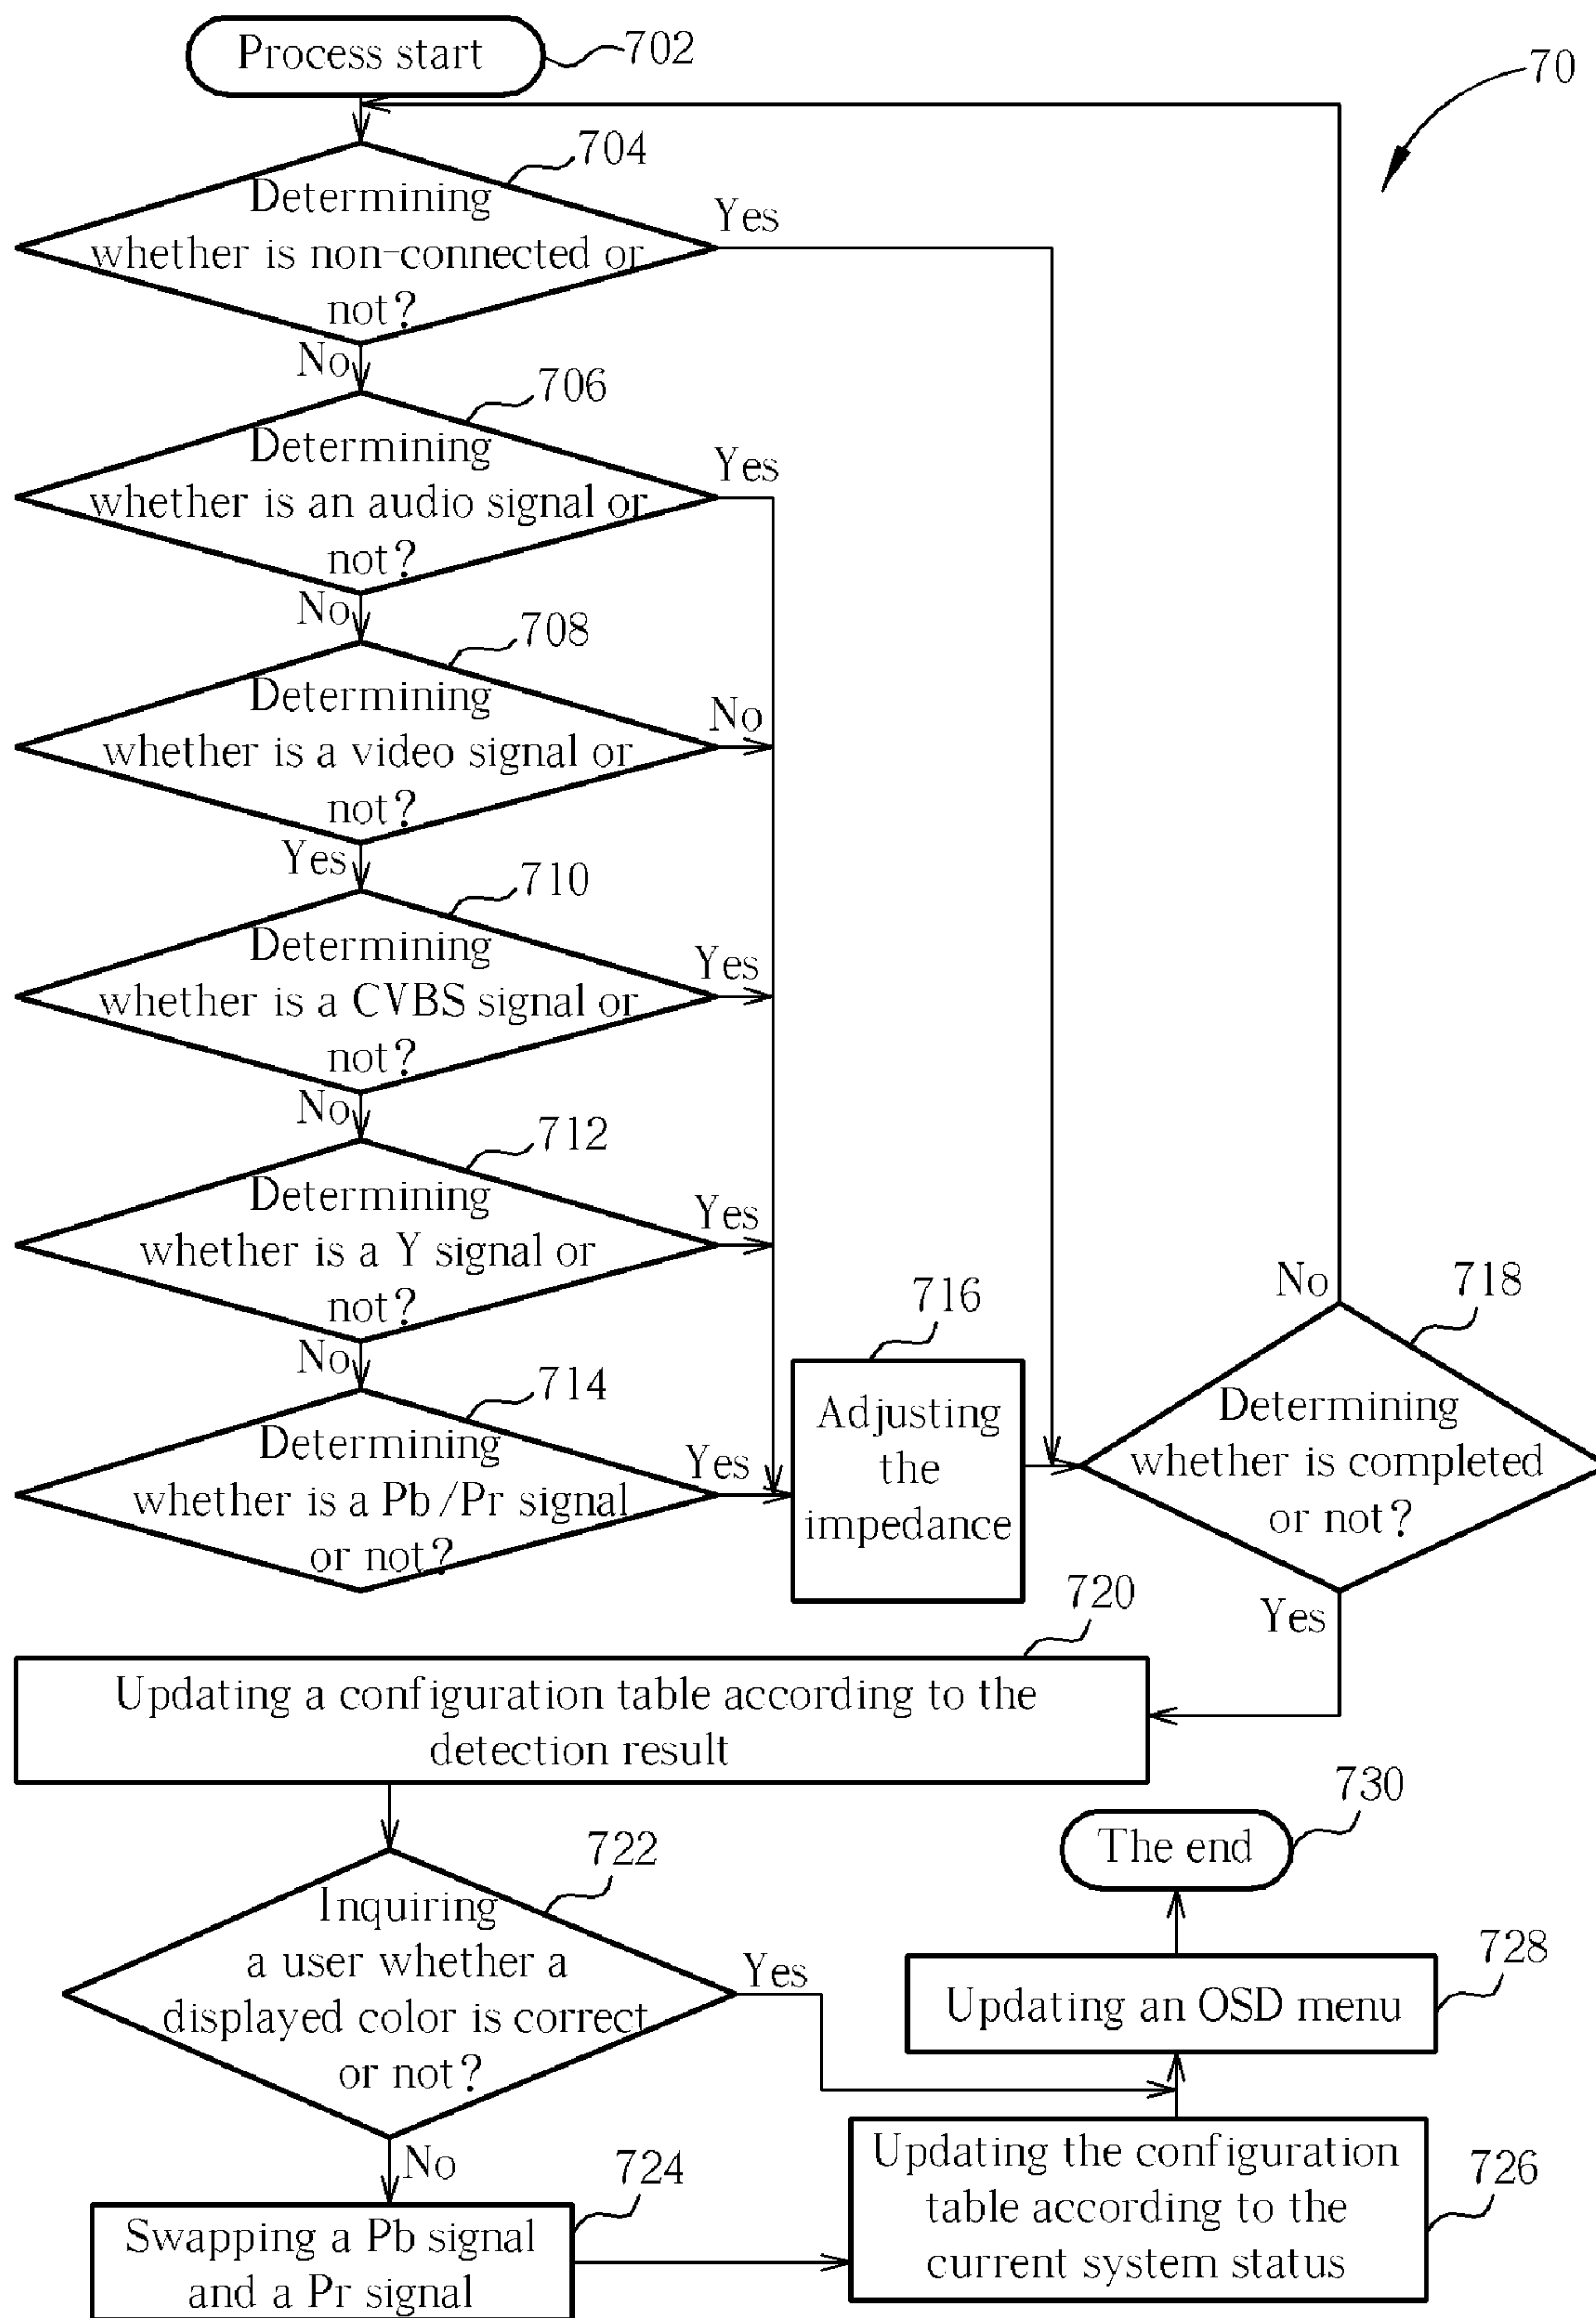 Process start
702
70
704
Determining
whether is non-connected or
not?
Yes
No
706
Determining
whether is an audio signal or
not?
Yes
No
708
Determining
whether is a video signal or
not?
No
Yes
710
Determining
whether is a CVBS signal or
not?
Yes
No
712
Determining
whether is a Y signal or
not?
Yes
No
714
Determining
whether is a Pb/Pr signal
or not?
Yes
716
Adjusting
the
impedance
No
718
Determining
whether is completed
or not?
Yes
720
Updating a configuration table according to the
detection result
722
Inquiring
a user whether a
displayed color is correct
or not?
Yes
No
724
Swapping a Pb signal
and a Pr signal
726
Updating the configuration
table according to the
current system status
728
Updating an OSD menu
730
The end